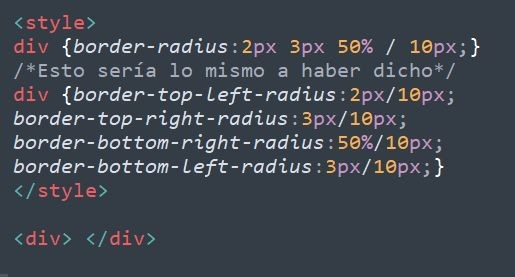 <style>
div {border-radius:2px 3px 50% / 10px;}
/*Esto sería lo mismo a haber dicho*/
div {border-top-left-radius:2px/10px;
border-top-right-radius:3px/10px;
border-bottom-right-radius:50%/10px;
border-bottom-left-radius:3px/10px;}
</style>
<div> </div>